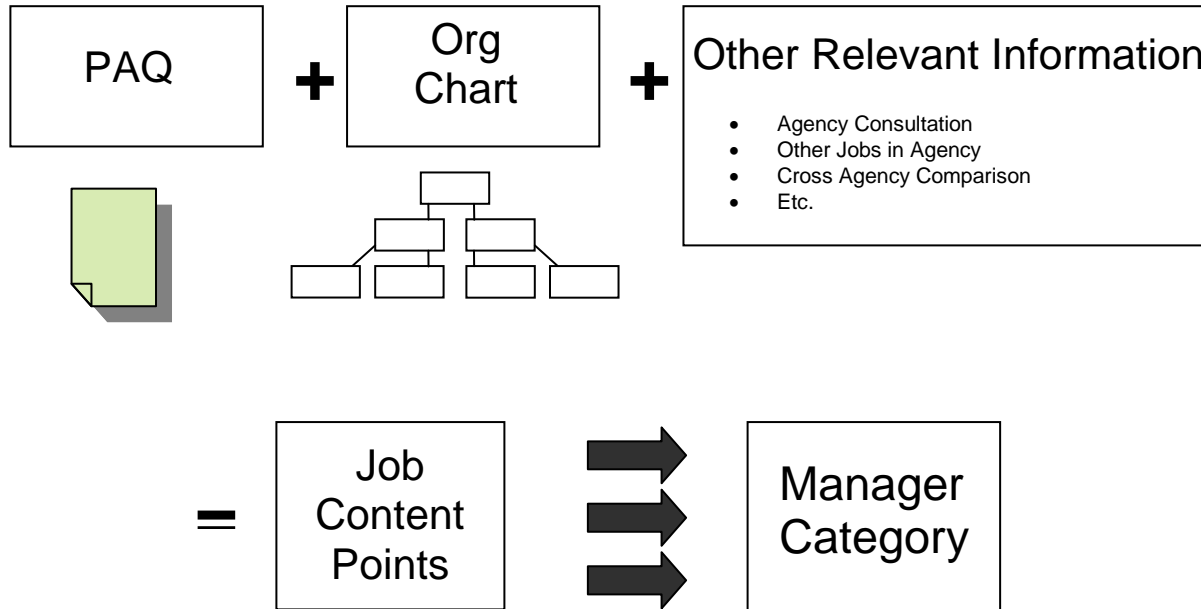 PAQ
+
Org
Chart
+
Other Relevant Information
• Agency Consultation
• Other Jobs in Agency
• Cross Agency Comparison
• Etc.
=
Job
Content
Points
Manager
Category